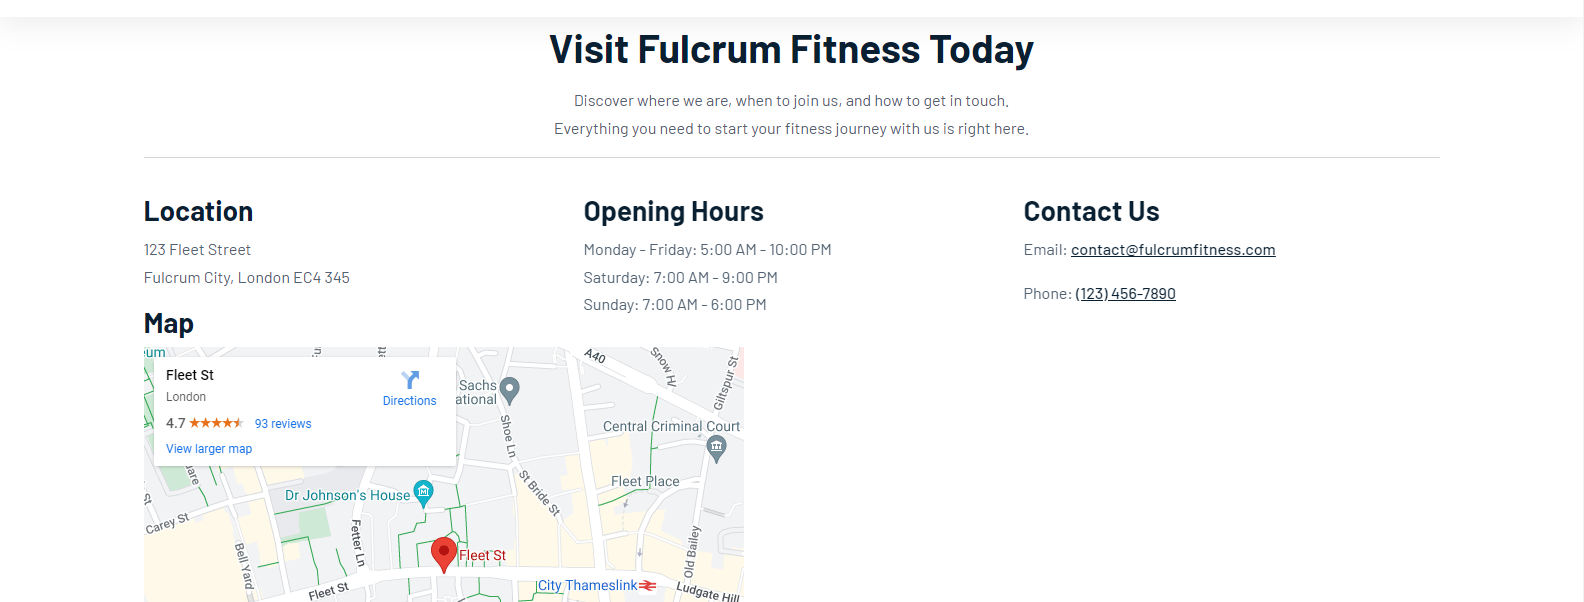 Visit Fulcrum Fitness Today
Discover where we are, when to join us, and how to get in touch.
Everything you need to start your fitness journey with us is right here.
Location
123 Fleet Street
Fulcrum City, London EC4 345
Opening Hours
Monday - Friday: 5:00 AM - 10:00 PM
Saturday: 7:00 AM - 9:00 PM
Sunday: 7:00 AM - 6:00 PM
Contact Us
Email: contact@fulcrumfitness.com
Phone: (123) 456-7890
Map
eum
Fleet St
London
4.7
93 reviews
View larger map
Directions
Sachs
ational
A40
Snow H
Giltspur St
Shoe Ln
Central Criminal Court
Fleet Place
St Bride St
Dr Johnson's House
Carey St
Bell Yard
Fetter Ln
Fleet St
Fleet St
City Thameslink
Old Bailey
Ludgate Hill